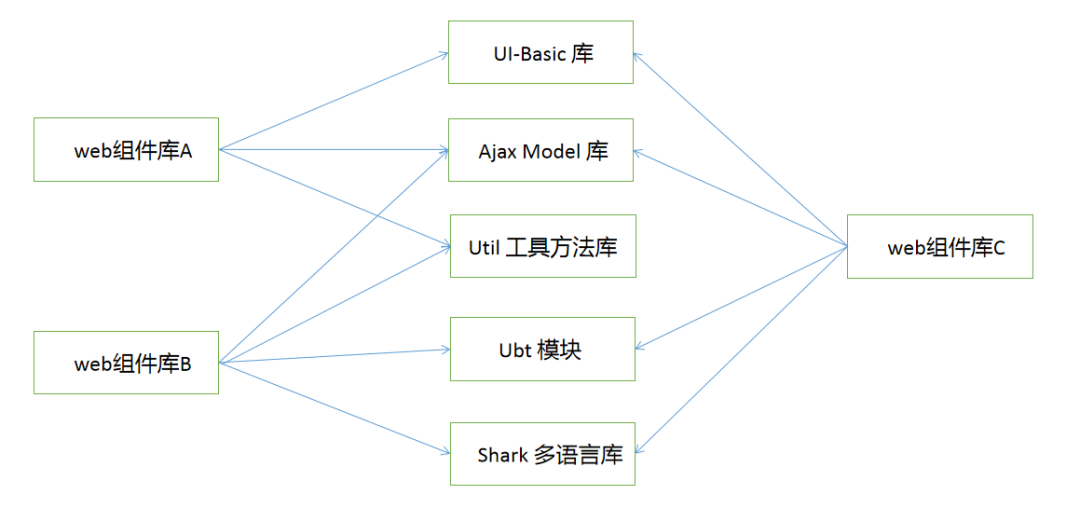 UI-Basic 库
web组件库A
Ajax Model 库
Util 工具方法库
web组件库C
web组件库B
Ubt 模块
Shark 多语言库